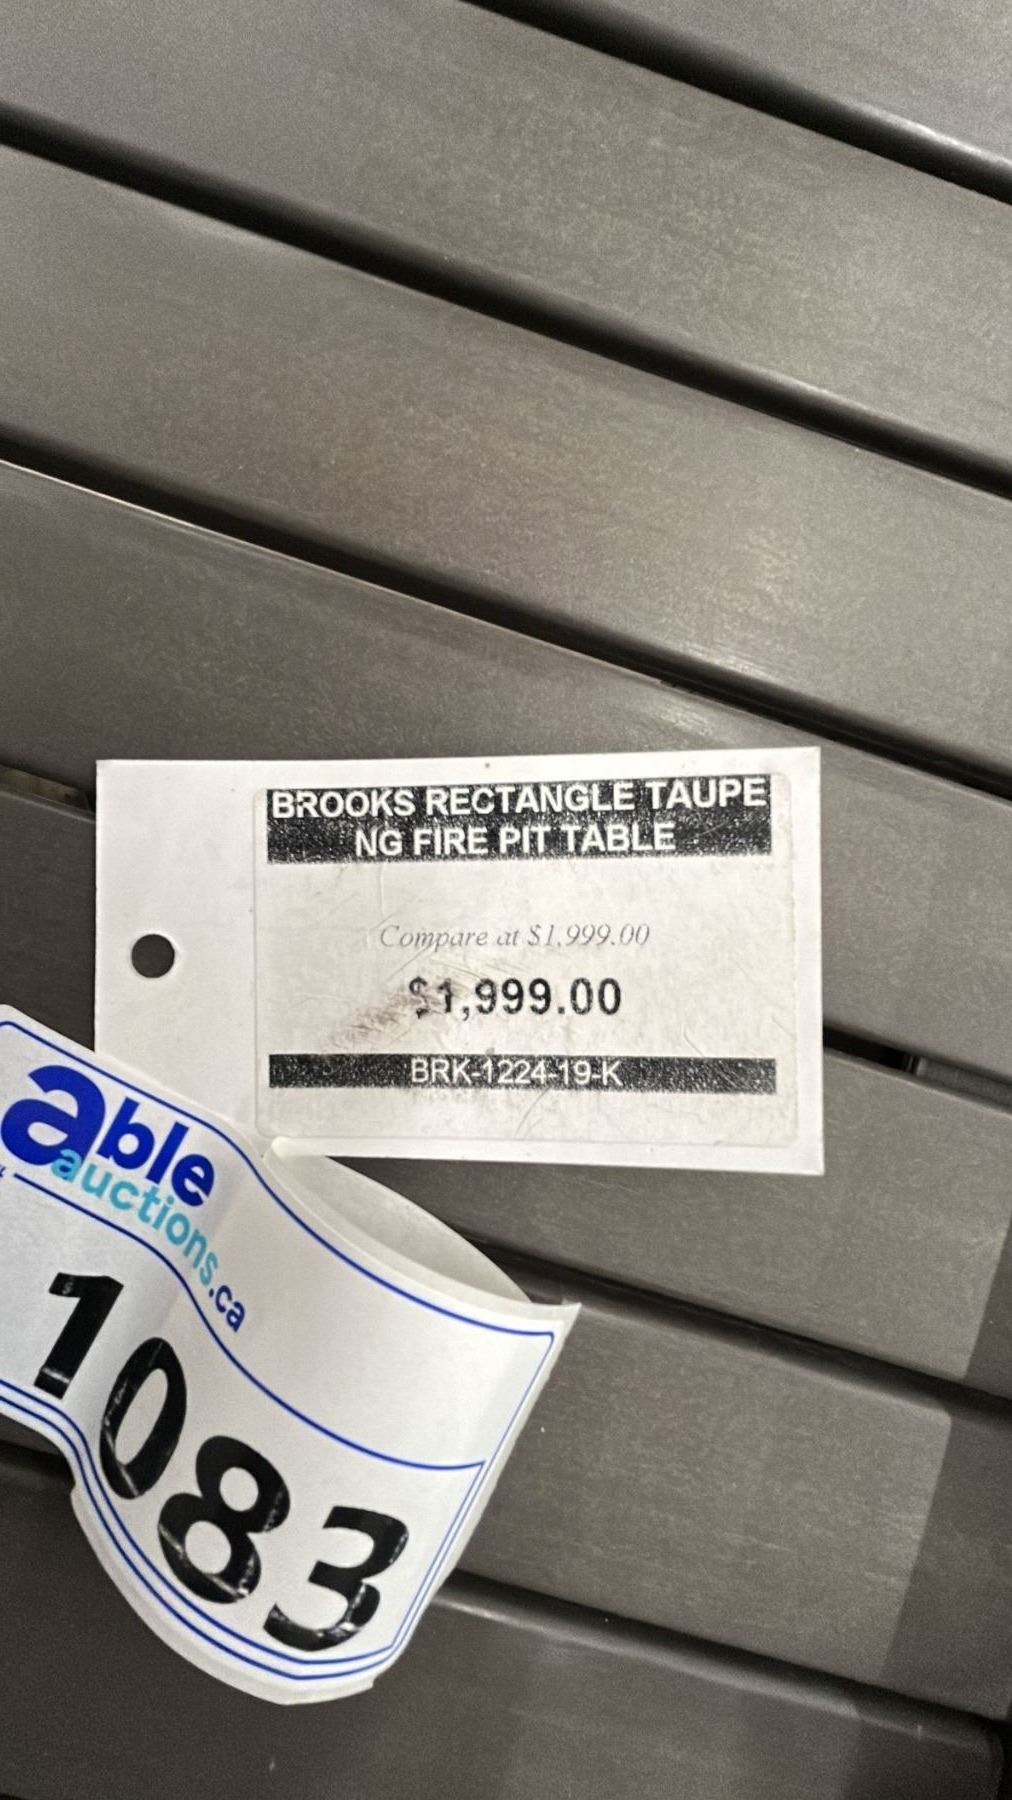 BROOKS RECTANGLE TAUPE
NG FIRE PIT TABLE
Compare at $1,999.00
$1,999.00
BRK-1224-19-K
able
auctions.ca
1083